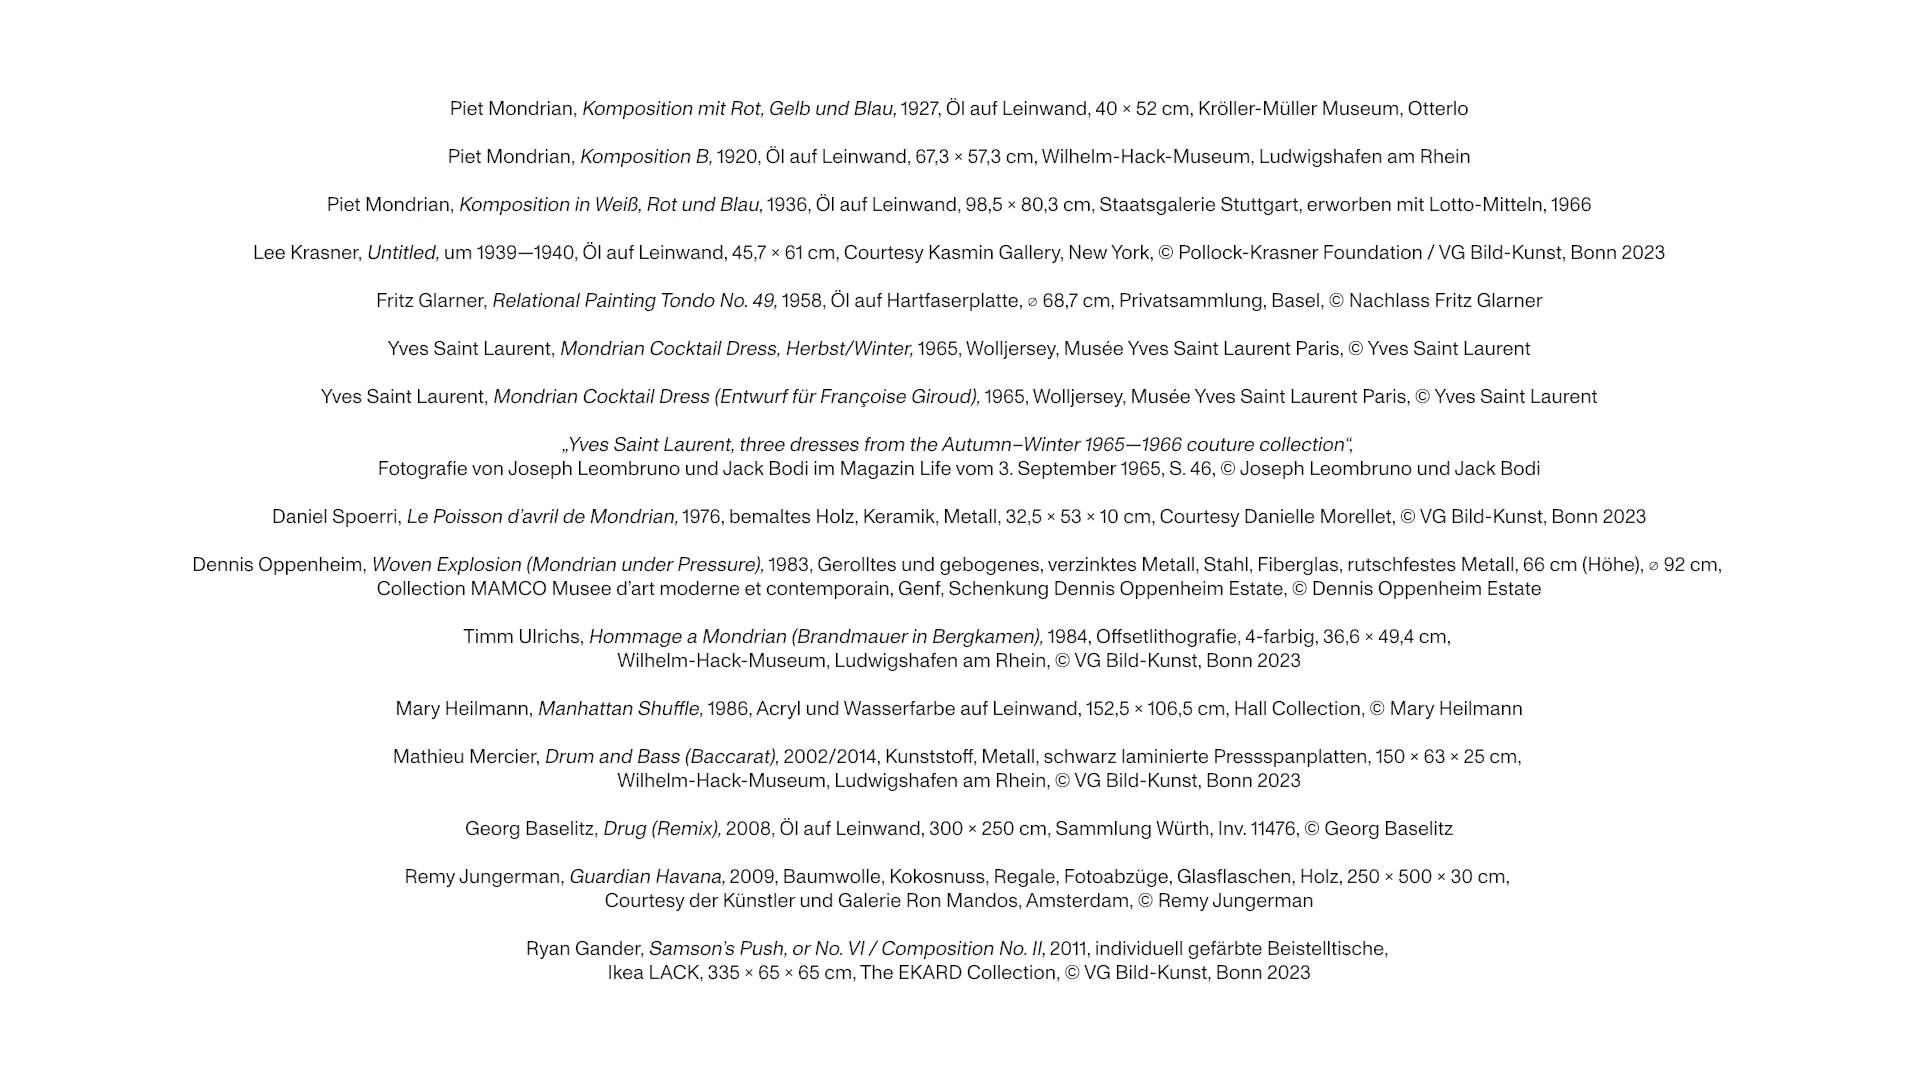 Piet Mondrian, Komposition mit Rot, Gelb und Blau, 1927, Öl auf Leinwand, 40 × 52 cm, Kröller-Müller Museum, Otterlo
Piet Mondrian, Komposition B, 1920, Öl auf Leinwand, 67,3 × 57,3 cm, Wilhelm-Hack-Museum, Ludwigshafen am Rhein
Piet Mondrian, Komposition in Weiß, Rot und Blau, 1936, Öl auf Leinwand, 98,5 × 80,3 cm, Staatsgalerie Stuttgart, erworben mit Lotto-Mitteln, 1966
Lee Krasner, Untitled, um 1939—1940, Öl auf Leinwand, 45,7 × 61 cm, Courtesy Kasmin Gallery, New York, © Pollock-Krasner Foundation / VG Bild-Kunst, Bonn 2023
Fritz Glarner, Relational Painting Tondo No. 49, 1958, Öl auf Hartfaserplatte, ⌀ 68,7 cm, Privatsammlung, Basel, © Nachlass Fritz Glarner
Yves Saint Laurent, Mondrian Cocktail Dress, Herbst/Winter, 1965, Wolljersey, Musée Yves Saint Laurent Paris, © Yves Saint Laurent
Yves Saint Laurent, Mondrian Cocktail Dress (Entwurf für Françoise Giroud), 1965, Wolljersey, Musée Yves Saint Laurent Paris, © Yves Saint Laurent
„Yves Saint Laurent, three dresses from the Autumn–Winter 1965—1966 couture collection“,
Fotografie von Joseph Leombruno und Jack Bodi im Magazin Life vom 3. September 1965, S. 46, © Joseph Leombruno und Jack Bodi
Daniel Spoerri, Le Poisson d’avril de Mondrian, 1976, bemaltes Holz, Keramik, Metall, 32,5 × 53 × 10 cm, Courtesy Danielle Morellet, © VG Bild-Kunst, Bonn 2023
Dennis Oppenheim, Woven Explosion (Mondrian under Pressure), 1983, Gerolltes und gebogenes, verzinktes Metall, Stahl, Fiberglas, rutschfestes Metall, 66 cm (Höhe), ⌀ 92 cm,
Collection MAMCO Musee d’art moderne et contemporain, Genf, Schenkung Dennis Oppenheim Estate, © Dennis Oppenheim Estate
Timm Ulrichs, Hommage a Mondrian (Brandmauer in Bergkamen), 1984, Offsetlithografie, 4-farbig, 36,6 × 49,4 cm,
Wilhelm-Hack-Museum, Ludwigshafen am Rhein, © VG Bild-Kunst, Bonn 2023
Mary Heilmann, Manhattan Shuffle, 1986, Acryl und Wasserfarbe auf Leinwand, 152,5 × 106,5 cm, Hall Collection, © Mary Heilmann
Mathieu Mercier, Drum and Bass (Baccarat), 2002/2014, Kunststoff, Metall, schwarz laminierte Pressspanplatten, 150 × 63 × 25 cm,
Wilhelm-Hack-Museum, Ludwigshafen am Rhein, © VG Bild-Kunst, Bonn 2023
Georg Baselitz, Drug (Remix), 2008, Öl auf Leinwand, 300 × 250 cm, Sammlung Würth, Inv. 11476, © Georg Baselitz
Remy Jungerman, Guardian Havana, 2009, Baumwolle, Kokosnuss, Regale, Fotoabzüge, Glasflaschen, Holz, 250 × 500 × 30 cm,
Courtesy der Künstler und Galerie Ron Mandos, Amsterdam, © Remy Jungerman
Ryan Gander, Samson’s Push, or No. VI / Composition No. II, 2011, individuell gefärbte Beistelltische,
Ikea LACK, 335 × 65 × 65 cm, The EKARD Collection, © VG Bild-Kunst, Bonn 2023